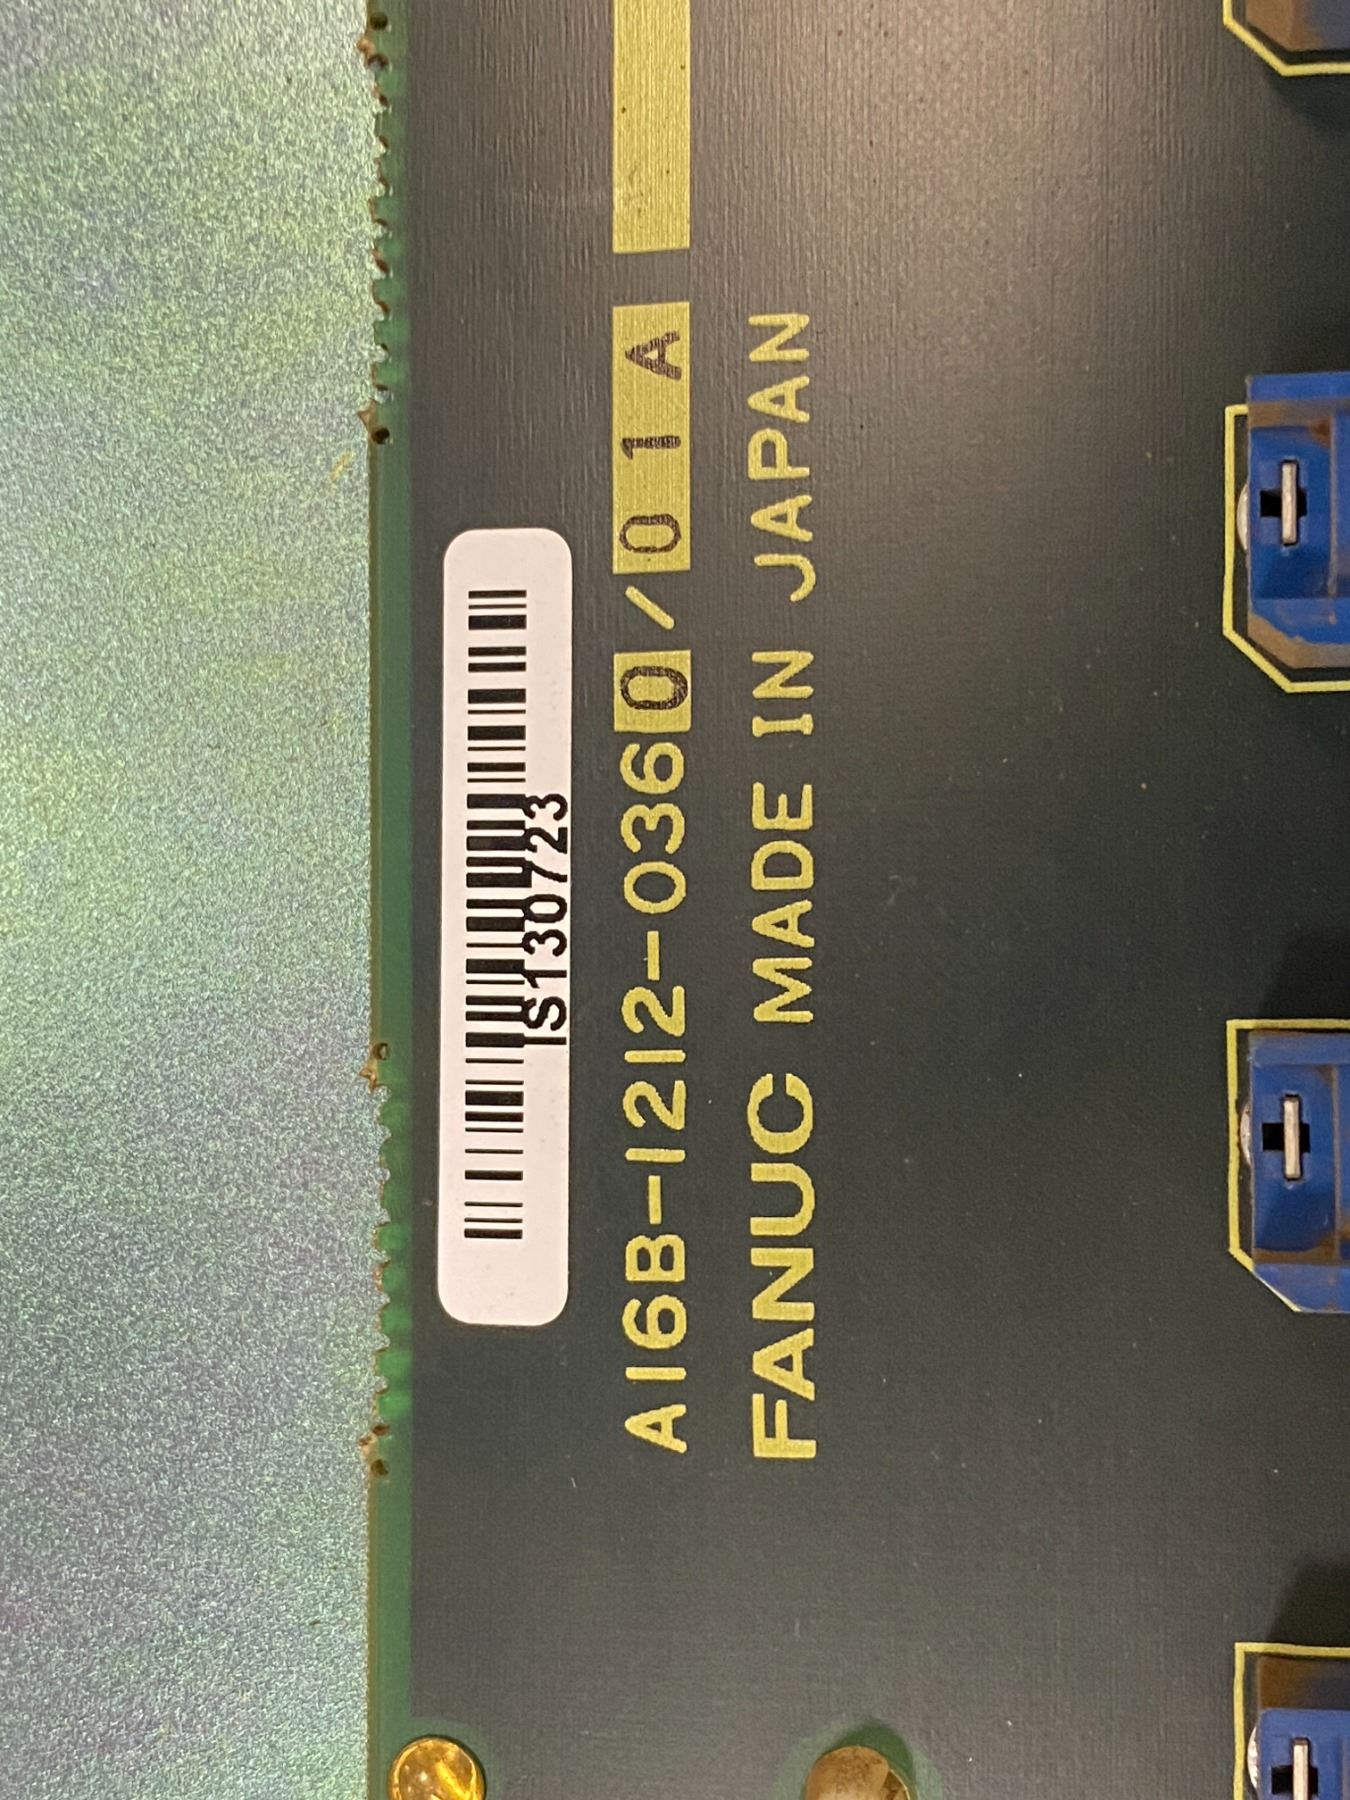 IS130723
A16B-1212-0360/01A
FANUC MADE IN JAPAN